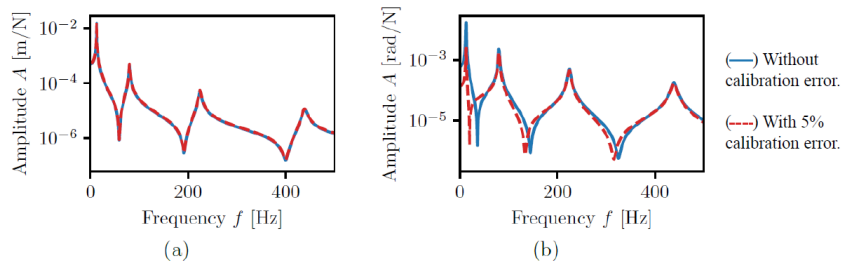 Amplitude A [m/N]
10⁻²
10⁻⁴
10⁻⁶
0 200 400
Frequency f [Hz]
(a)
Amplitude A [rad/N]
10⁻³
10⁻⁵
0 200 400
Frequency f [Hz]
(b)
(—) Without
calibration error.
(---) With 5%
calibration error.